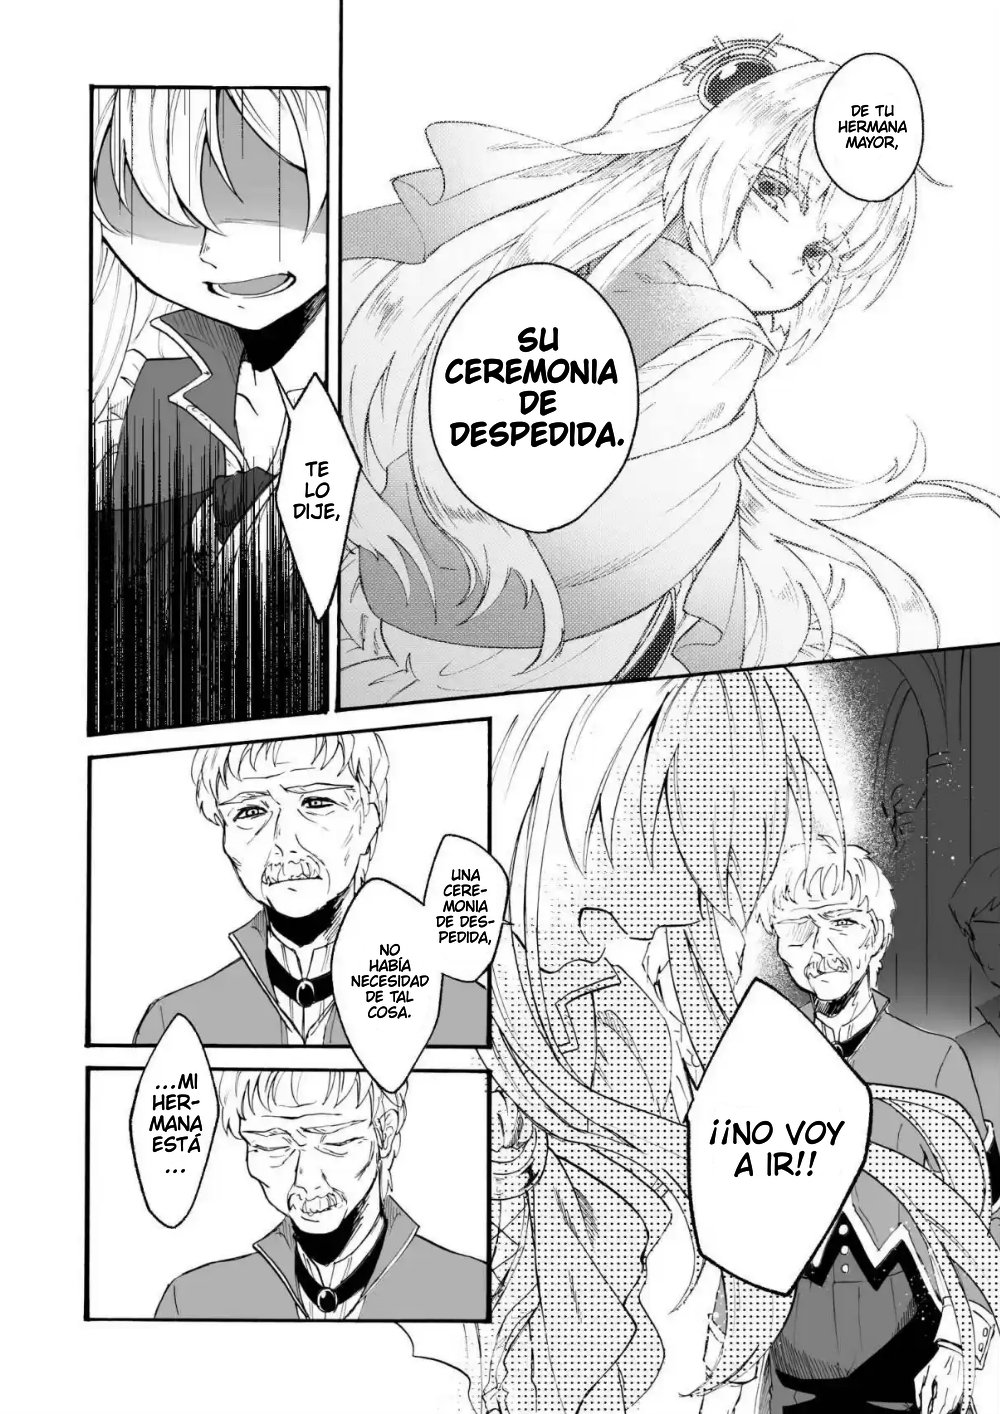 DE TU
HERMANA
MAYOR,
SU
CEREMONIA
DE
DESPEDIDA.
TE
LO
DIJE,
¡¡NO VOY
A IR!!
UNA
CERE-
MONIA
DE DES-
PEDIDA,
NO
HABÍA
NECESIDAD
DE TAL
COSA.
...MI
HER-
MANA
ESTÁ
...